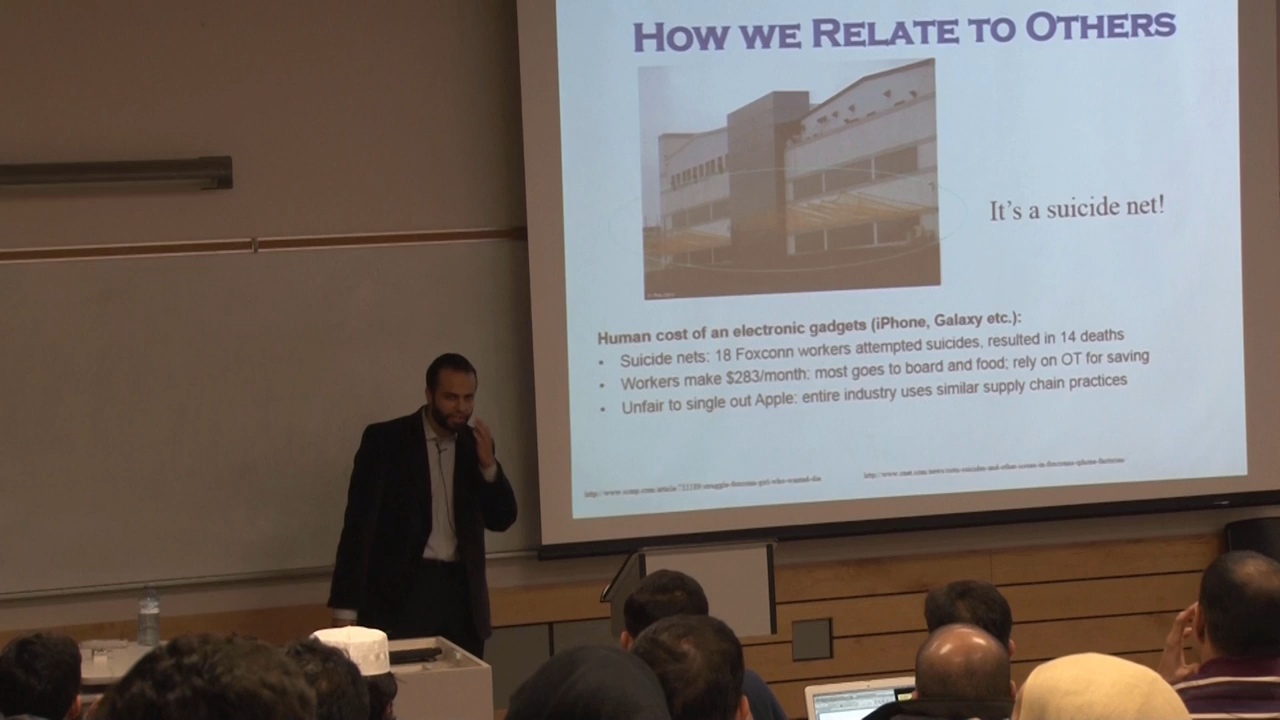 HOW WE RELATE TO OTHERS
It's a suicide net!
Human cost of an electronic gadgets (iPhone, Galaxy etc.):
• Suicide nets: 18 Foxconn workers attempted suicides, resulted in 14 deaths
• Workers make $283/month: most goes to board and food; rely on OT for saving
• Unfair to single out Apple: entire industry uses similar supply chain practices